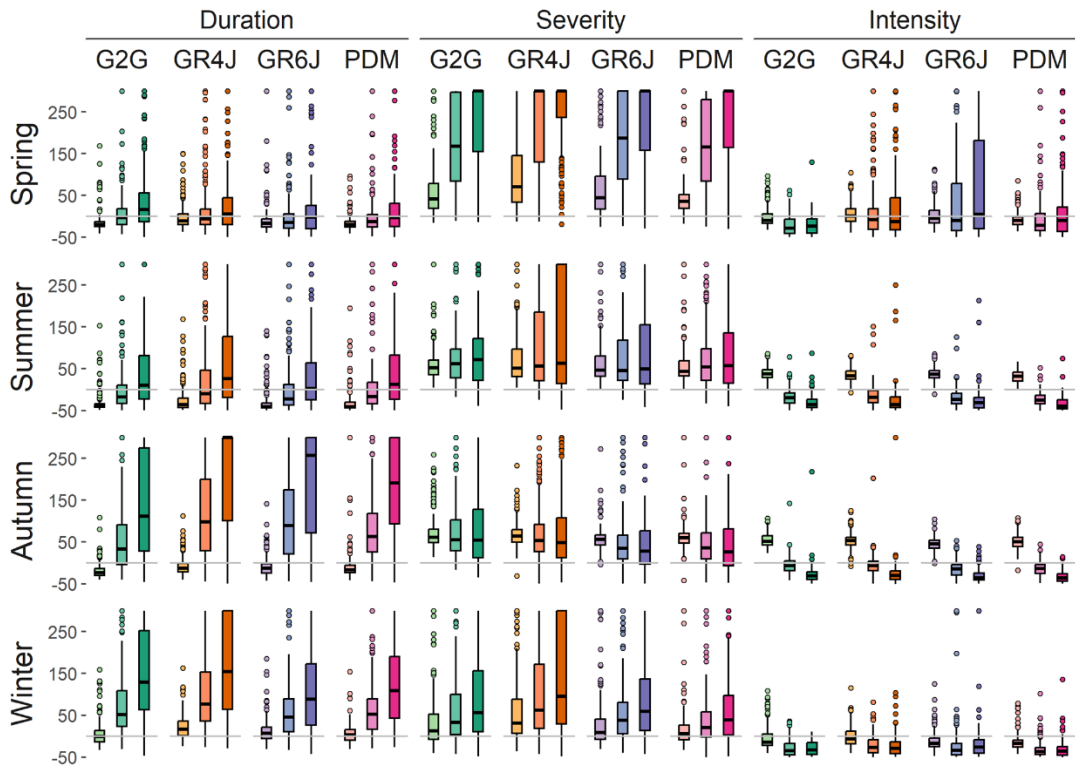 Duration Severity Intensity
G2G GR4J GR6J PDM G2G GR4J GR6J PDM G2G GR4J GR6J PDM
Spring
250
150
50
-50
Summer
250
150
50
-50
Autumn
250
150
50
-50
Winter
250
150
50
-50